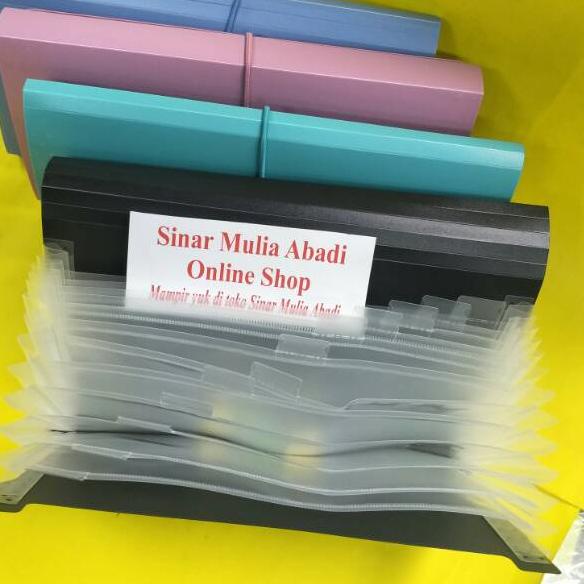 Sinar Mulia Abadi
Online Shop
Mampir yuk di toko Sinar Mulia Abadi